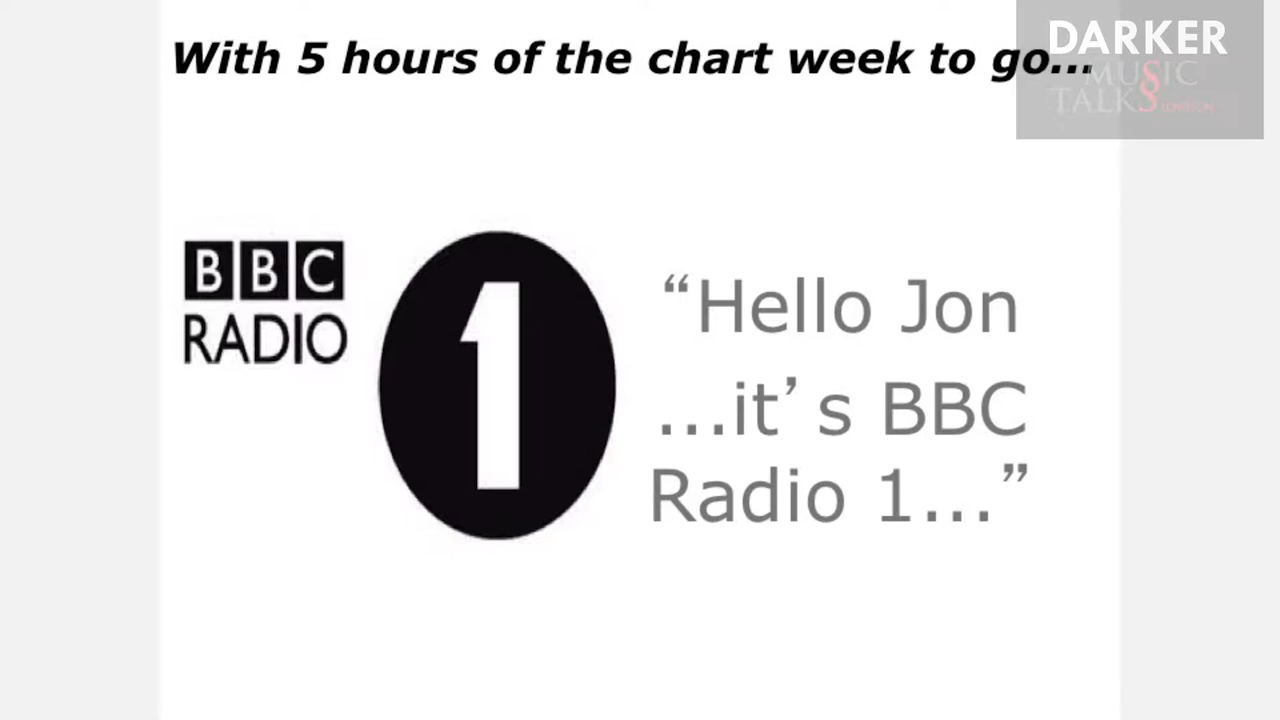 With 5 hours of the chart week to go...
DARKER
MUSIC
TALKS LONDON
BBC
RADIO
1
“Hello Jon
...it’s BBC
Radio 1...”